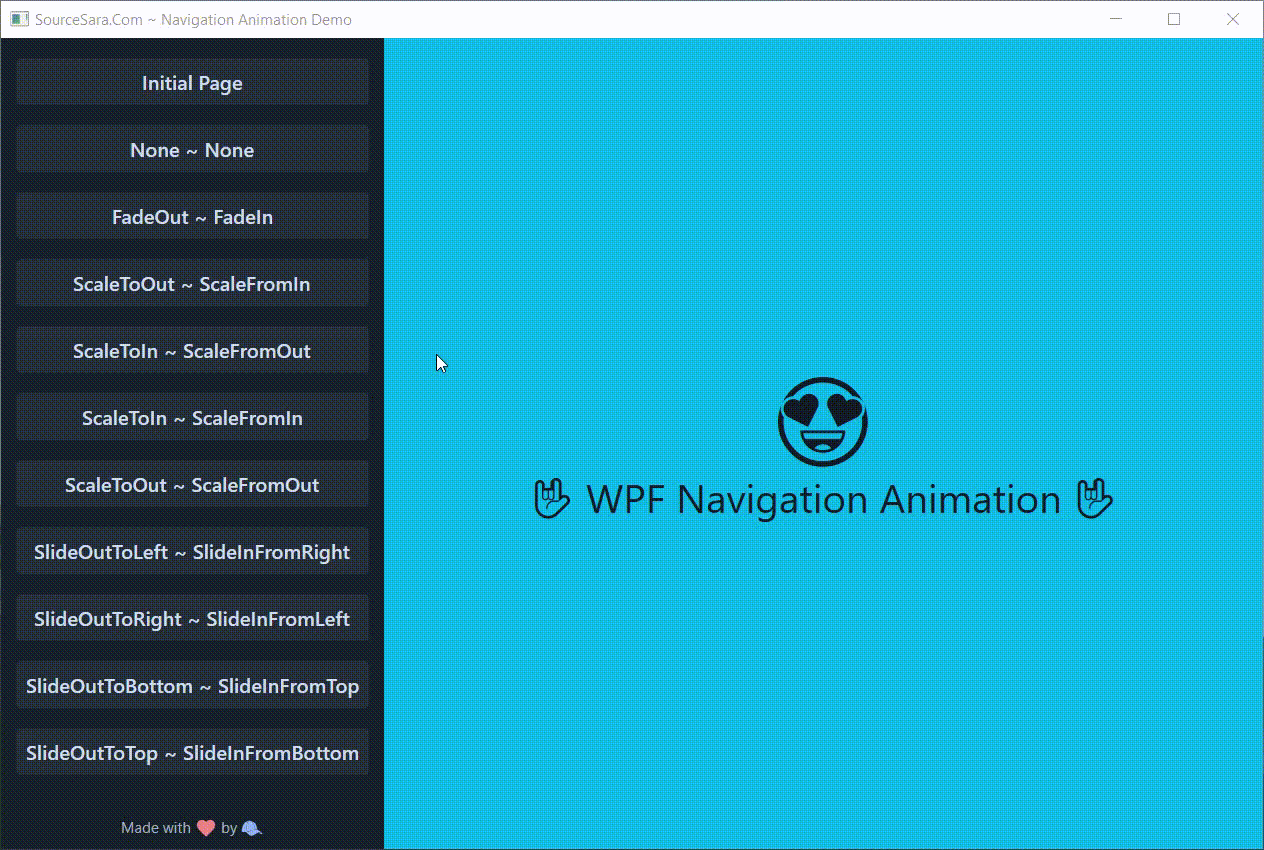 SourceSara.Com ~ Navigation Animation Demo
Initial Page
None ~ None
FadeOut ~ FadeIn
ScaleToOut ~ ScaleFromIn
ScaleToIn ~ ScaleFromOut
ScaleToIn ~ ScaleFromIn
ScaleToOut ~ ScaleFromOut
SlideOutToLeft ~ SlideInFromRight
SlideOutToRight ~ SlideInFromLeft
SlideOutToBottom ~ SlideInFromTop
SlideOutToTop ~ SlideInFromBottom
Made with ❤️ by 🧢
😍
🤟 WPF Navigation Animation 🤟